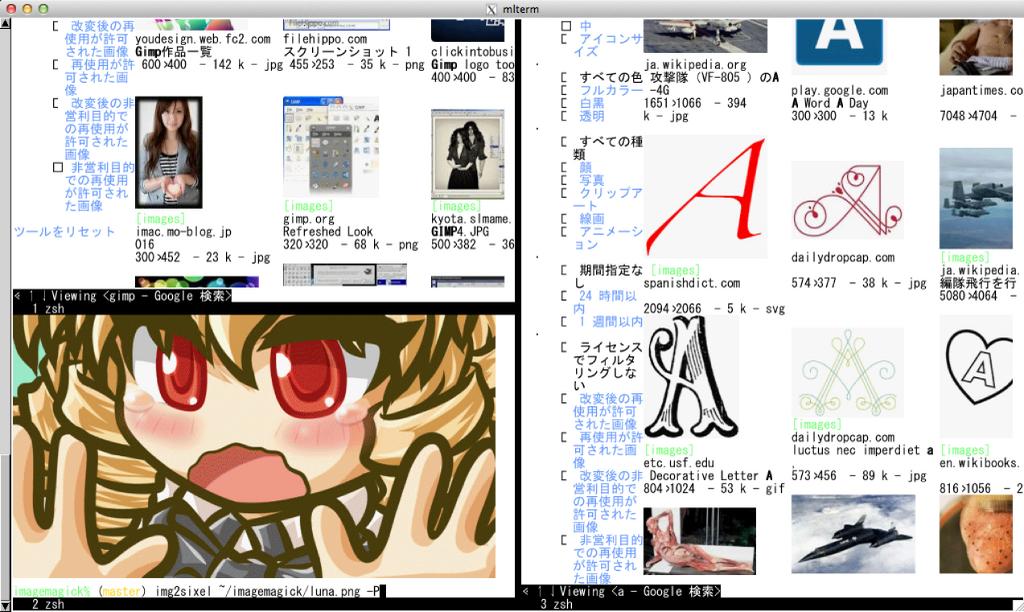 mlterm
[ 改変後の再
使用が許可
された画像
[ 再使用が許
可された画
像
[ 改変後の非
営利目的で
の再使用が
許可された
画像
□ 非営利目的
での再使用
が許可され
た画像
ツールをリセット
youdesign.web.fc2.com
Gimp作品一覧
600×400 - 142 k - jpg
filehippo.com
スクリーンショット 1
455×253 - 35 k - png
clickintobusi
Gimp logo too
400×400 - 83
[images]
imac.mo-blog.jp
016
300×452 - 23 k - jpg
[images]
gimp.org
Refreshed Look
320×320 - 68 k - png
[images]
kyota.slmame.
GIMP4.JPG
500×382 - 36
« ↑ ↓ Viewing <gimp - Google 検索>
1 zsh
imagemagick% (master) img2sixel ~/imagemagick/luna.png -P
2 zsh
□ 中
[ アイコンサ
イズ
[ すべての色
[ フルカラー
[ 白黒
[ 透明
[ すべての種
類
[ 顔
[ 写真
[ クリップア
ート
[ 線画
[ アニメーシ
ョン
[ 期間指定な
し
[ 24 時間以
内
[ 1 週間以内
[ ライセンス
でフィルタ
リングしな
い
[ 改変後の再
使用が許可
された画像
[ 再使用が許
可された画
像
[ 改変後の非
営利目的で
の再使用が
許可された
画像
[ 非営利目的
での再使用
が許可され
た画像
ja.wikipedia.org
攻撃隊（VF-805 ）のA
-4G
1651×1066 - 394
k - jpg
A
play.google.com
A Word A Day
300×300 - 13 k
japantimes.co
7048×4704 -
A
[images]
spanishdict.com
2094×2066 - 5 k - svg
A
dailydropcap.com
574×377 - 38 k - jpg
[images]
ja.wikipedia.
編隊飛行を行
5080×4064 -
A
[images]
etc.usf.edu
Decorative Letter A
804×1024 - 53 k - gif
A
[images]
dailydropcap.com
luctus nec imperdiet a
.
573×456 - 89 k - jpg
A
[images]
en.wikibooks.
816×1056 - 2
« ↑ ↓ Viewing <a - Google 検索>
3 zsh